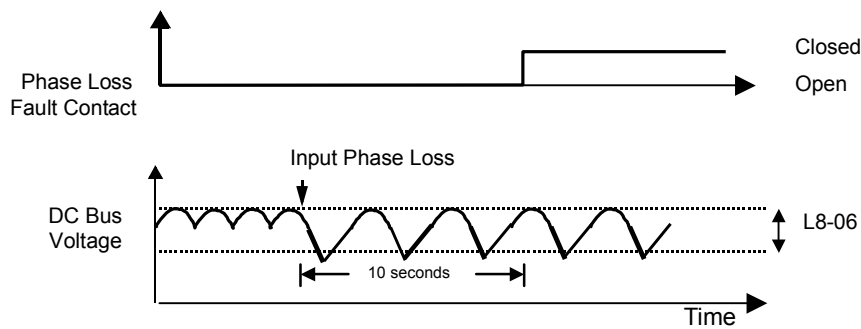 Closed
Phase Loss
Fault Contact
Open
Input Phase Loss
DC Bus
Voltage
L8-06
10 seconds
Time